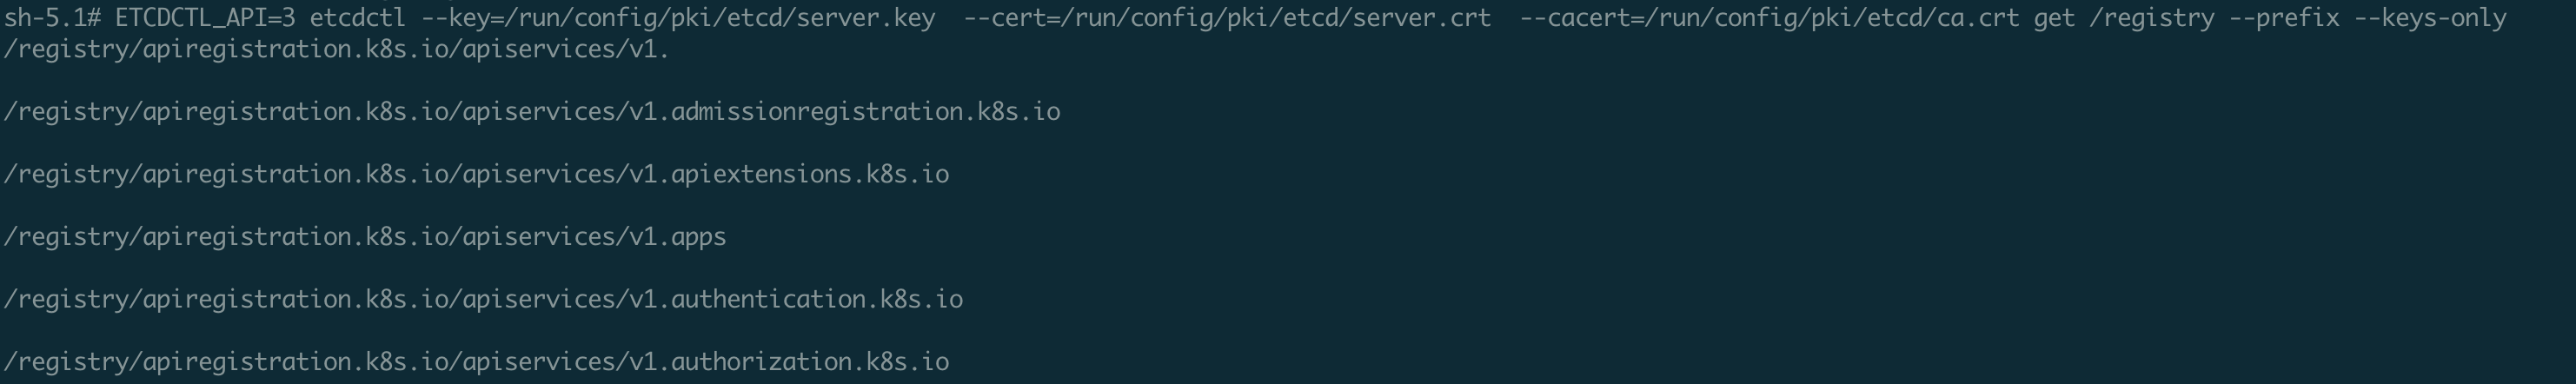 sh-5.1# ETCDCTL_API=3 etcdctl --key=/run/config/pki/etcd/server.key  --cert=/run/config/pki/etcd/server.crt  --cacert=/run/config/pki/etcd/ca.crt get /registry --prefix --keys-only
/registry/apiregistration.k8s.io/apiservices/v1.
/registry/apiregistration.k8s.io/apiservices/v1.admissionregistration.k8s.io
/registry/apiregistration.k8s.io/apiservices/v1.apiextensions.k8s.io
/registry/apiregistration.k8s.io/apiservices/v1.apps
/registry/apiregistration.k8s.io/apiservices/v1.authentication.k8s.io
/registry/apiregistration.k8s.io/apiservices/v1.authorization.k8s.io